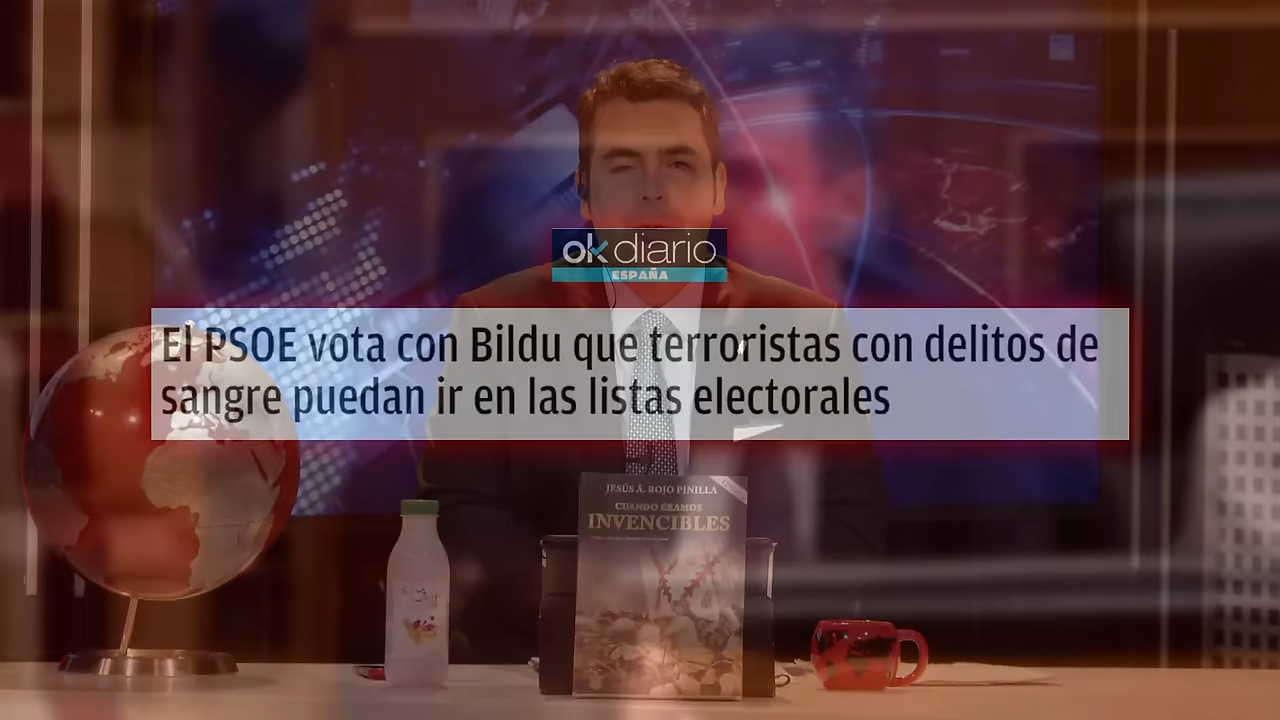 ok diario
ESPAÑA
El PSOE vota con Bildu que terroristas con delitos de
sangre puedan ir en las listas electorales
JESÚS Á. ROJO PINILLA
CUANDO ÉRAMOS
INVENCIBLES